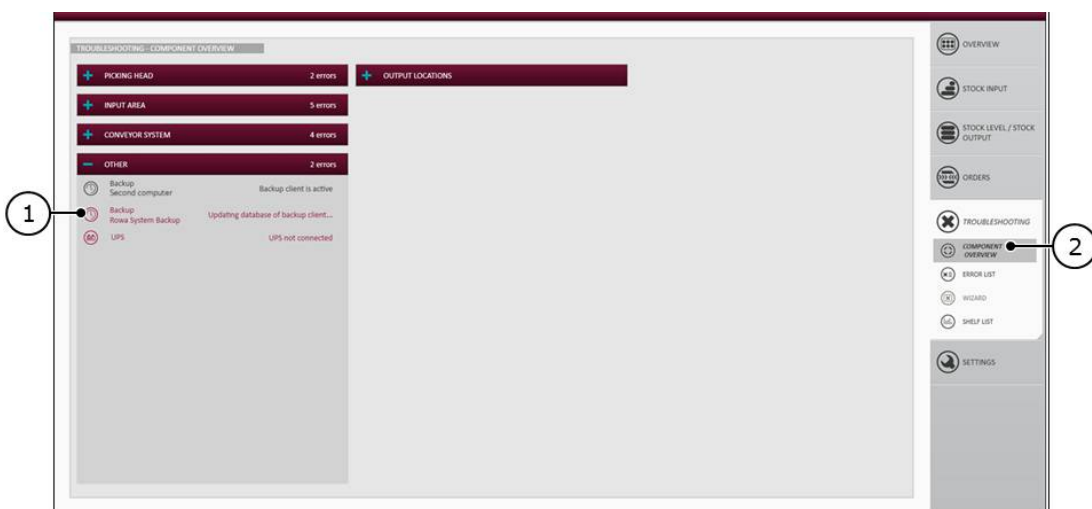 TROUBLESHOOTING - COMPONENT OVERVIEW
PICKING HEAD 2 errors
INPUT AREA 5 errors
CONVEYOR SYSTEM 4 errors
OTHER 2 errors
Backup
Second computer Backup client is active
Backup
Rowa System Backup Updating database of backup client...
UPS UPS not connected
OUTPUT LOCATIONS
OVERVIEW
STOCK INPUT
STOCK LEVEL / STOCK
OUTPUT
ORDERS
TROUBLESHOOTING
COMPONENT
OVERVIEW
ERROR LIST
WIZARD
SHELF LIST
SETTINGS
1
2